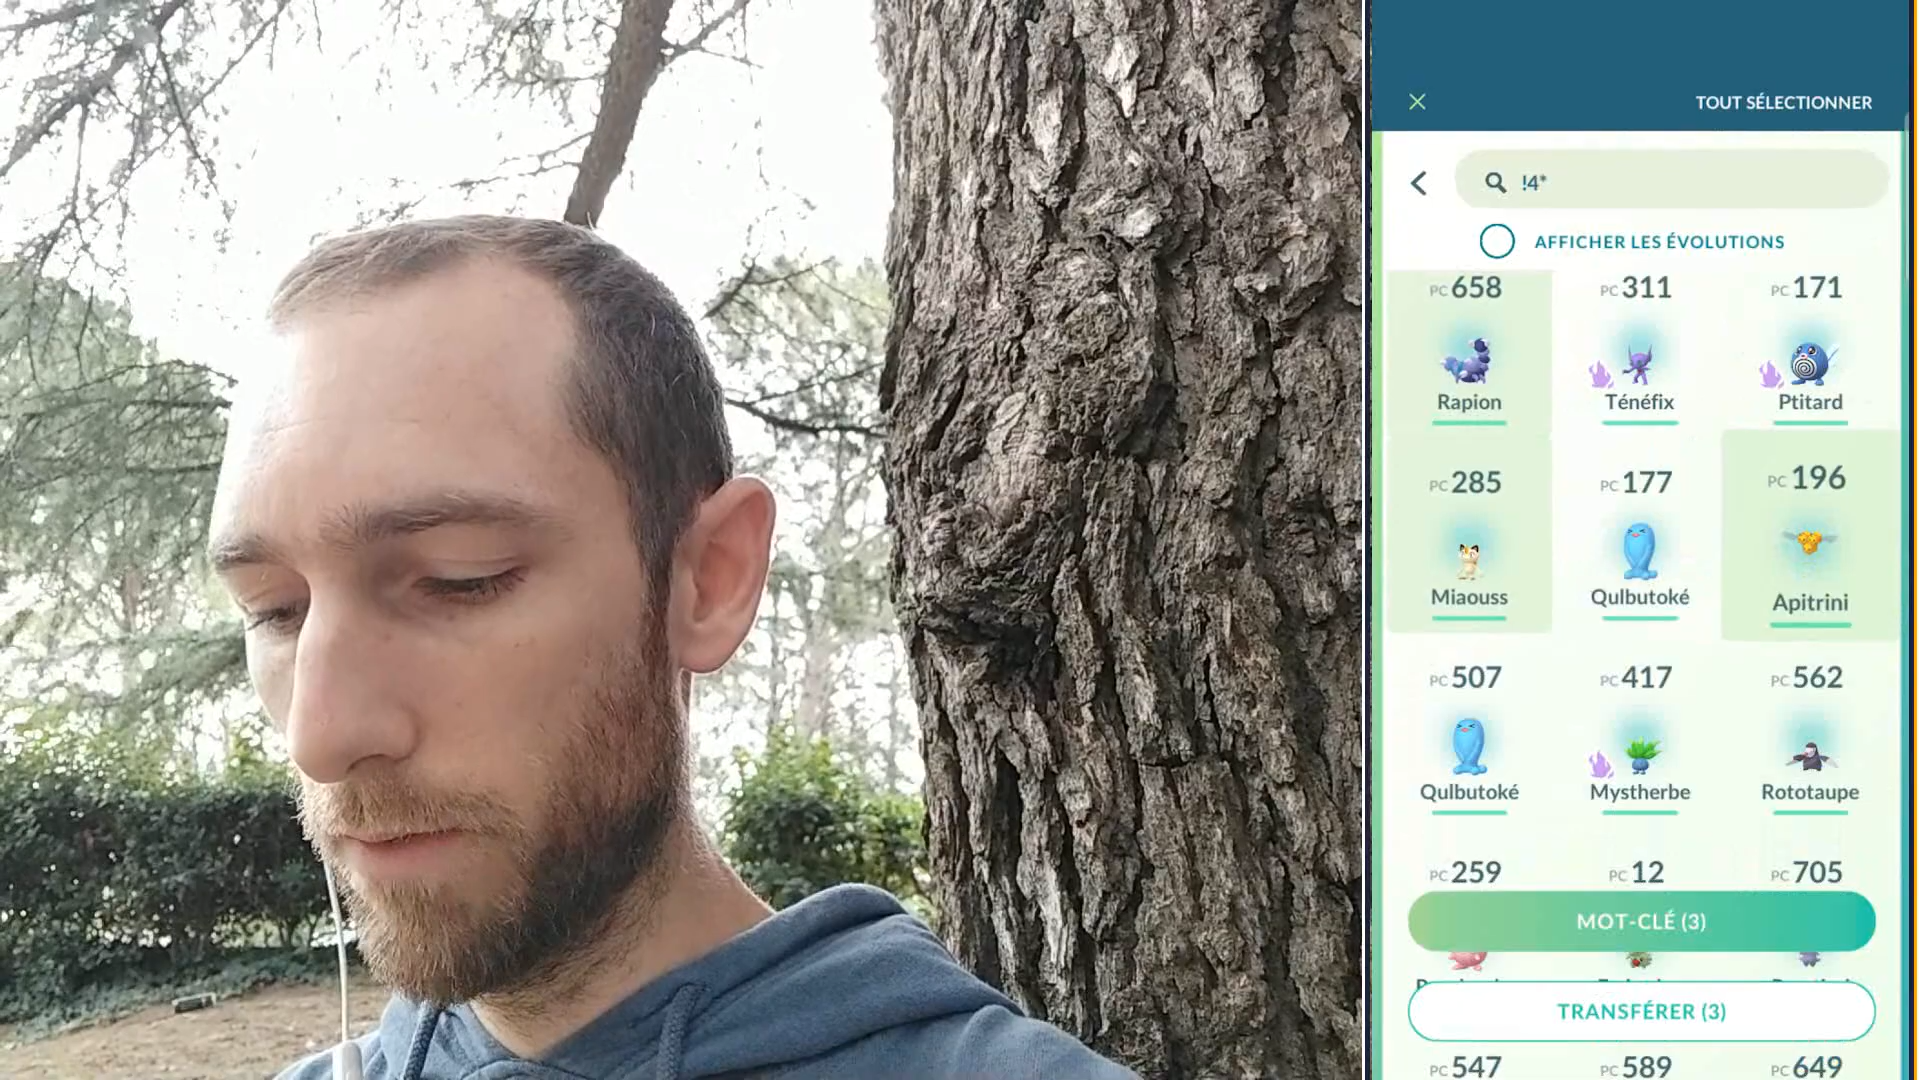 TOUT SÉLECTIONNER
!4*
AFFICHER LES ÉVOLUTIONS
PC 658 PC 311 PC 171
Rapion Ténéfix Ptitard
PC 285 PC 177 PC 196
Miaouss Qulbutoké Apitrini
PC 507 PC 417 PC 562
Qulbutoké Mystherbe Rototaupe
PC 259 PC 12 PC 705
MOT-CLÉ (3)
TRANSFÉRER (3)
PC 547 PC 589 PC 649